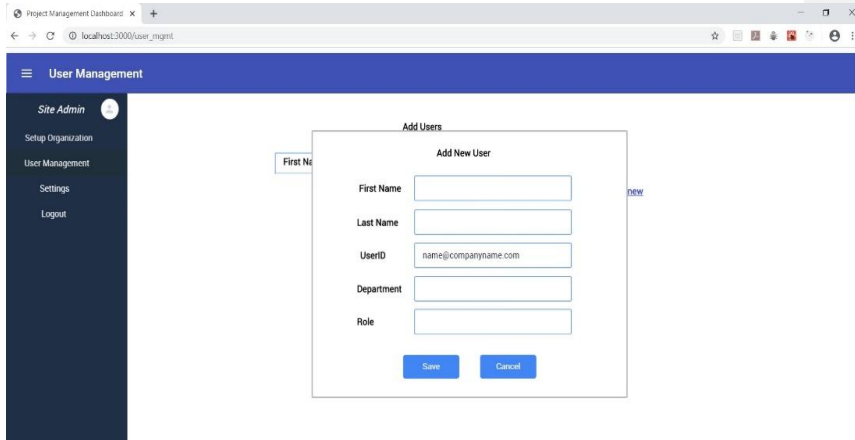 Project Management Dashboard
localhost:3000/user_mgmt
User Management
Site Admin
Setup Organization
User Management
Settings
Logout
Add Users
First Na
new
Add New User
First Name
Last Name
UserID name@companyname.com
Department
Role
Save Cancel